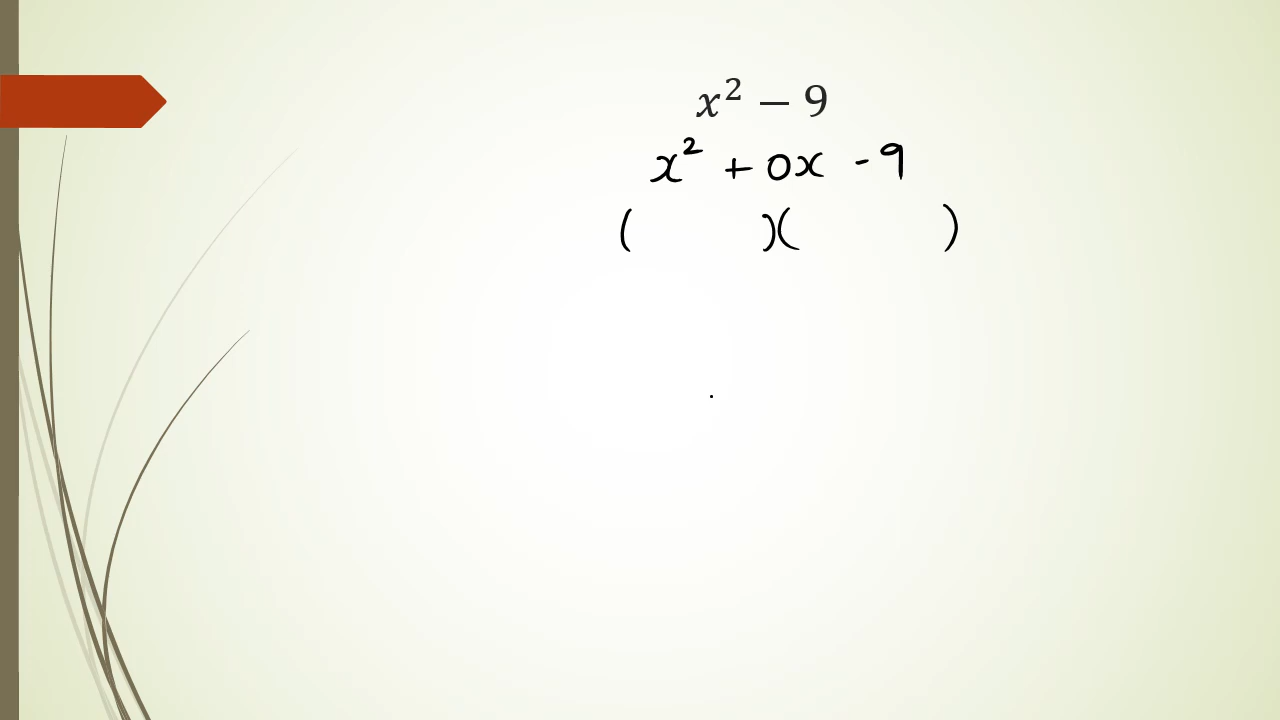 x² − 9
x² + 0x - 9
( )( )